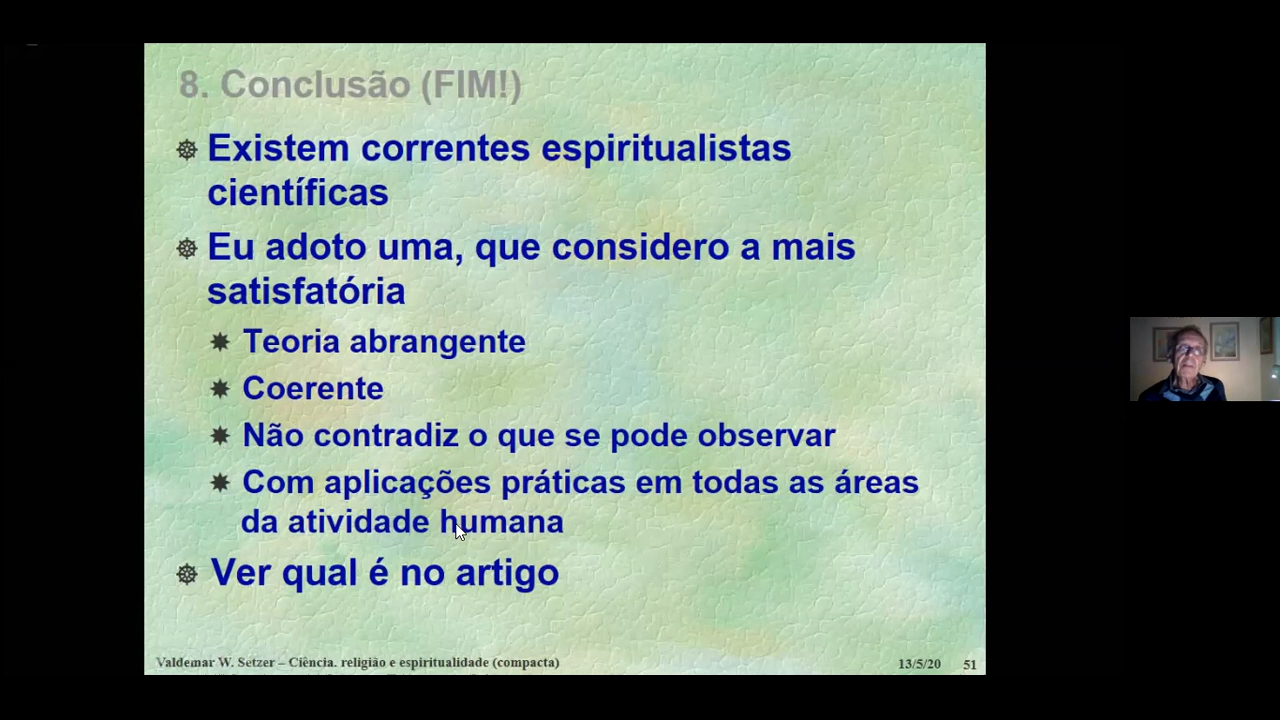 8. Conclusão (FIM!)
Existem correntes espiritualistas
científicas
Eu adoto uma, que considero a mais
satisfatória
Teoria abrangente
Coerente
Não contradiz o que se pode observar
Com aplicações práticas em todas as áreas
da atividade humana
Ver qual é no artigo
Valdemar W. Setzer – Ciência. religião e espiritualidade (compacta)
13/5/20 51